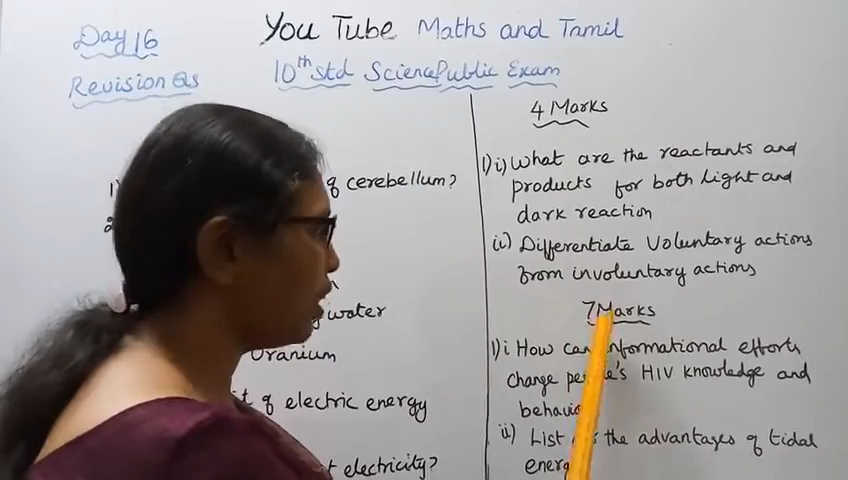 Day 16
You Tube Maths and Tamil
Revision Qs
10th std Science Public Exam
1)
of cerebellum?
water
Uranium
of electric energy
electricity?
4 Marks
1) i) What are the reactants and
products for both light and
dark reaction
ii) Differentiate Voluntary actions
from involuntary actions
7 Marks
1) i How can informational efforts
change people's HIV knowledge and
behavio
ii) List the advantages of tidal
energy